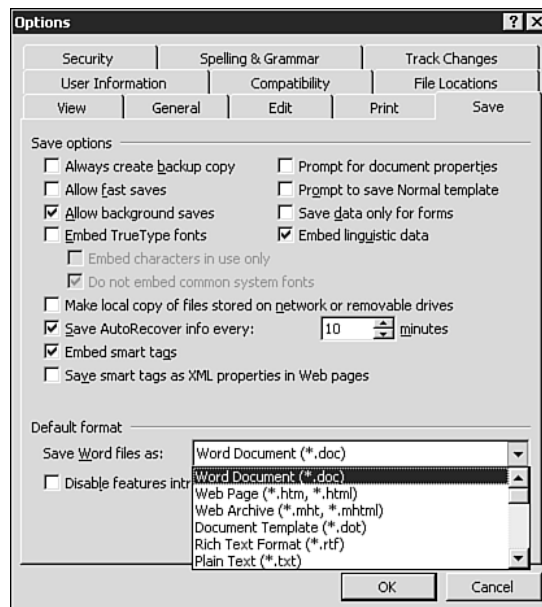 Options
Security
Spelling & Grammar
Track Changes
User Information
Compatibility
File Locations
View
General
Edit
Print
Save
Save options
Always create backup copy
Prompt for document properties
Allow fast saves
Prompt to save Normal template
Allow background saves
Save data only for forms
Embed TrueType fonts
Embed linguistic data
Embed characters in use only
Do not embed common system fonts
Make local copy of files stored on network or removable drives
Save AutoRecover info every: 10 minutes
Embed smart tags
Save smart tags as XML properties in Web pages
Default format
Save Word files as: Word Document (*.doc)
Word Document (*.doc)
Disable features intr
Web Page (*.htm, *.html)
Web Archive (*.mht, *.mhtml)
Document Template (*.dot)
Rich Text Format (*.rtf)
Plain Text (*.txt)
OK
Cancel